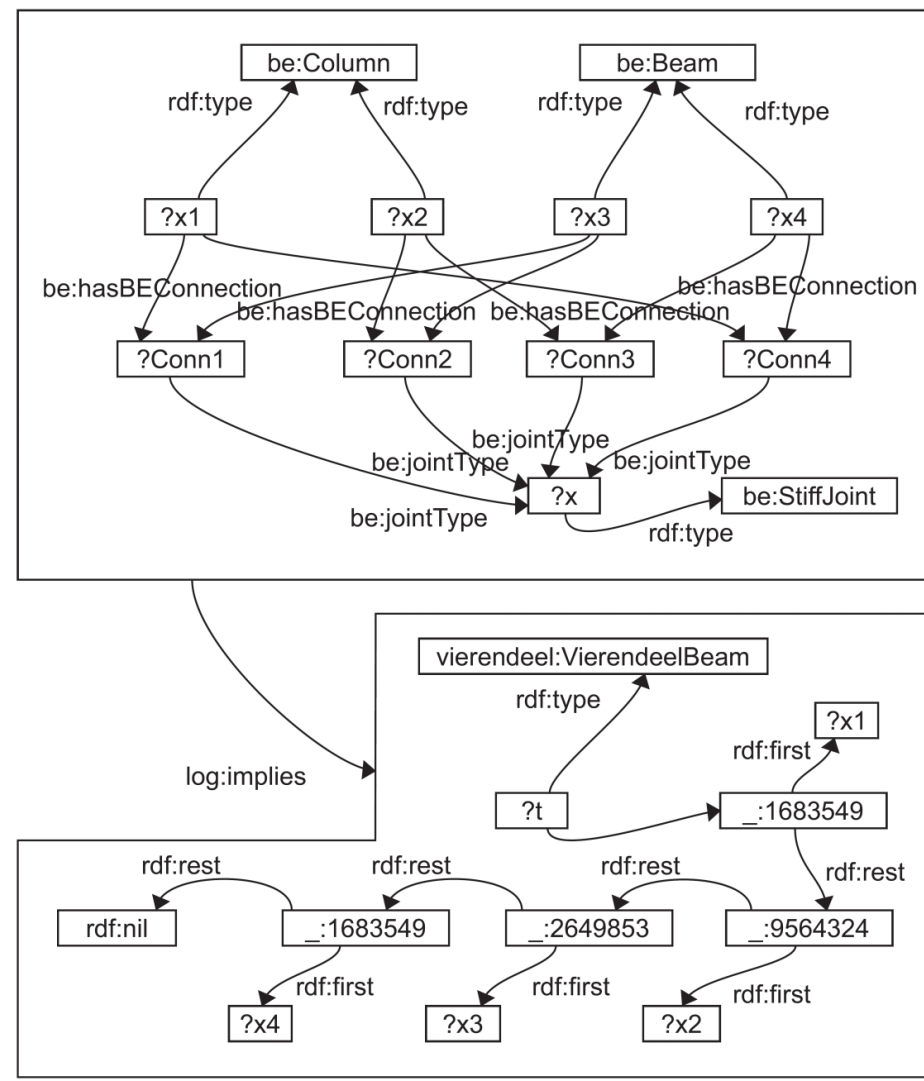 be:Column be:Beam
rdf:type rdf:type rdf:type rdf:type
?x1 ?x2 ?x3 ?x4
be:hasBEConnection be:hasBEConnection be:hasBEConnection be:hasBEConnection
?Conn1 ?Conn2 ?Conn3 ?Conn4
be:jointType be:jointType be:jointType
?x be:StiffJoint
be:jointType rdf:type
vierendeel:VierendeelBeam
rdf:type
?x1
rdf:first
log:implies
?t _:1683549
rdf:rest rdf:rest rdf:rest rdf:rest
rdf:nil _:1683549 _:2649853 _:9564324
rdf:first rdf:first rdf:first
?x4 ?x3 ?x2